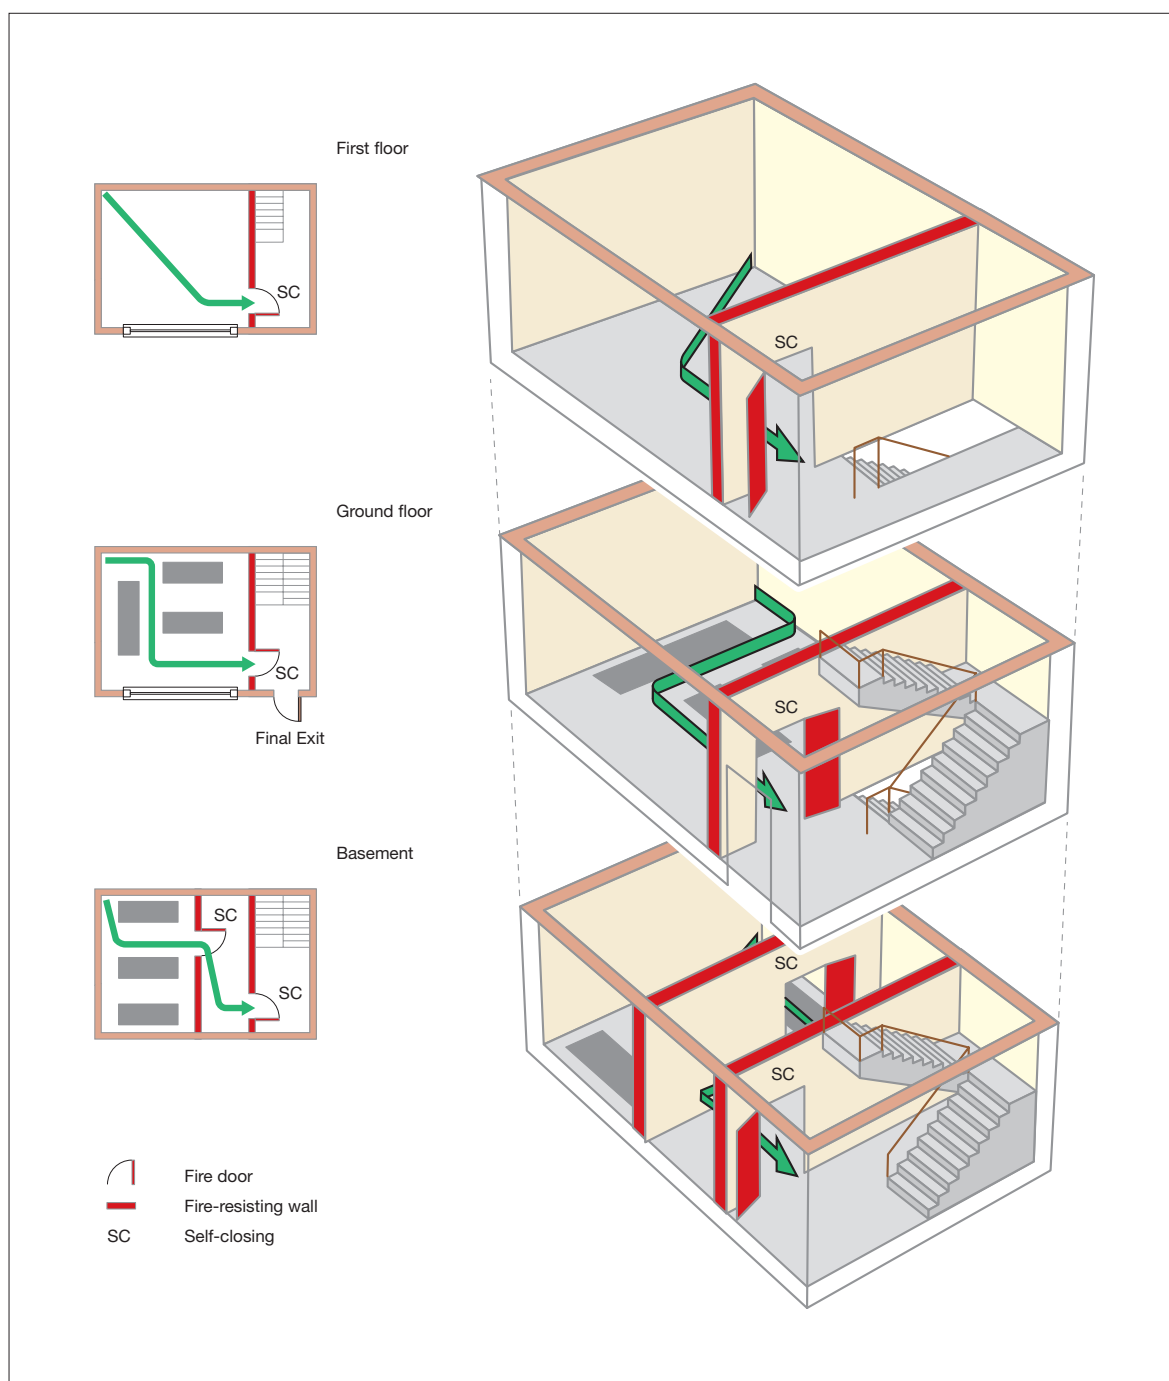 First floor
SC
SC
Ground floor
SC
SC
Final Exit
Basement
SC
SC
SC
SC
Fire door
Fire-resisting wall
SC
Self-closing